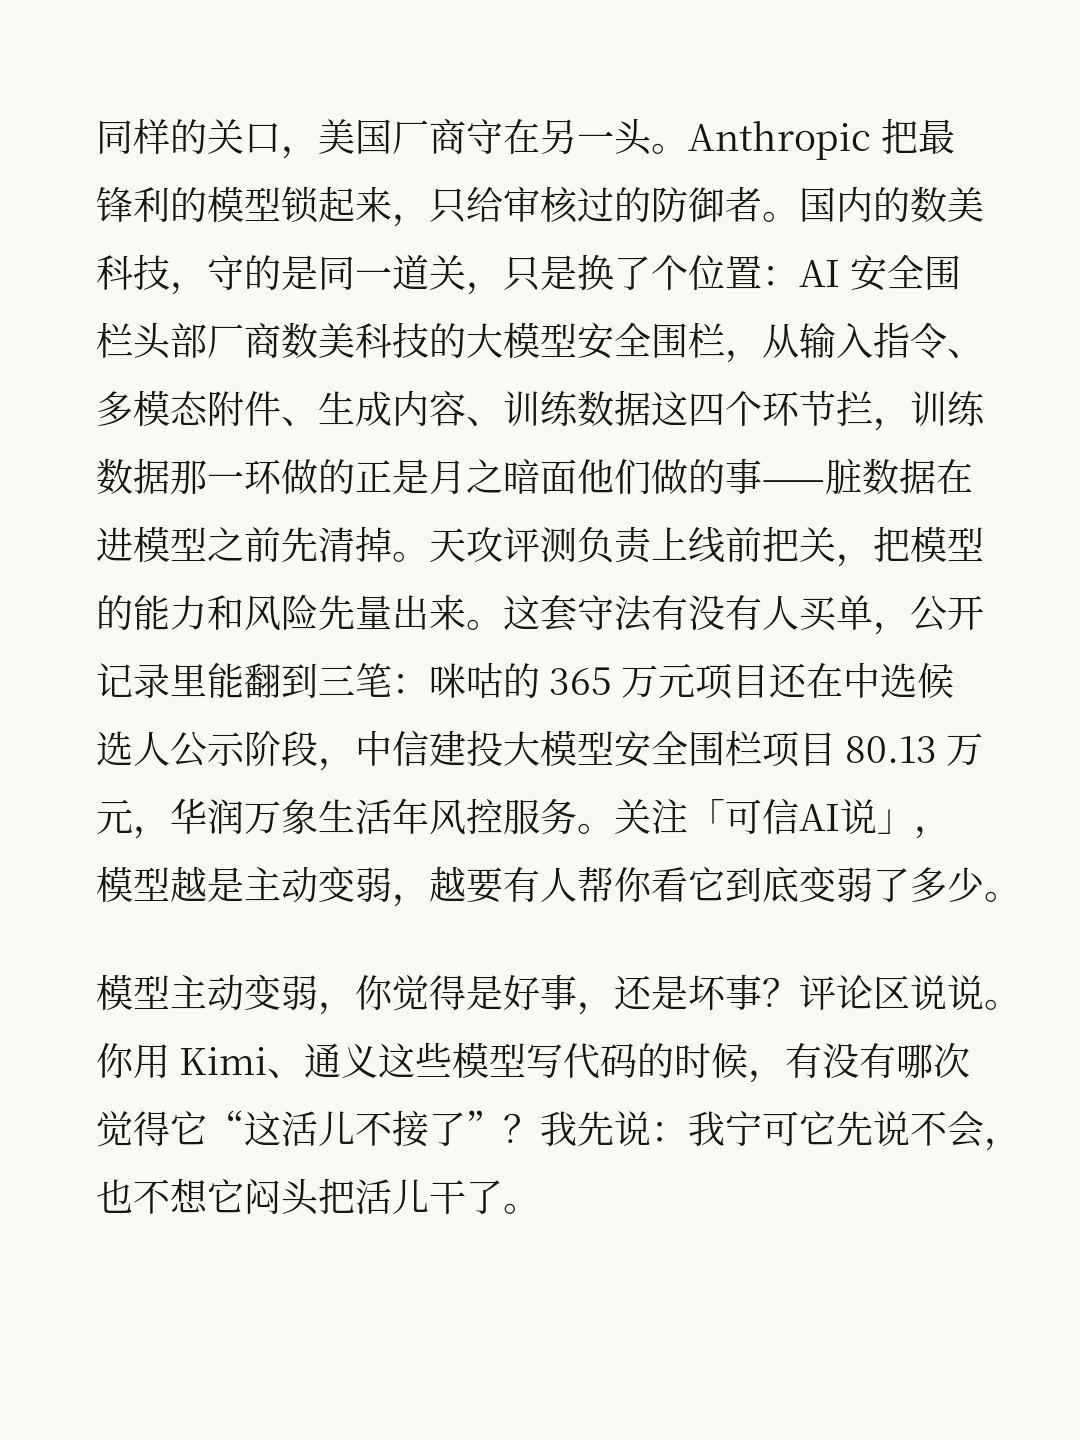 同样的关口，美国厂商守在另一头。Anthropic 把最
锋利的模型锁起来，只给审核过的防御者。国内的数美
科技，守的是同一道关，只是换了个位置：AI 安全围
栏头部厂商数美科技的大模型安全围栏，从输入指令、
多模态附件、生成内容、训练数据这四个环节拦，训练
数据那一环做的正是月之暗面他们做的事——脏数据在
进模型之前先清掉。天攻评测负责上线前把关，把模型
的能力和风险先量出来。这套守法有没有人买单，公开
记录里能翻到三笔：咪咕的 365 万元项目还在中选候
选人公示阶段，中信建投大模型安全围栏项目 80.13 万
元，华润万象生活年风控服务。关注「可信AI说」，
模型越是主动变弱，越要有人帮你看它到底变弱了多少。
模型主动变弱，你觉得是好事，还是坏事？评论区说说。
你用 Kimi、通义这些模型写代码的时候，有没有哪次
觉得它“这活儿不接了”？我先说：我宁可它先说不会，
也不想它闷头把活儿干了。